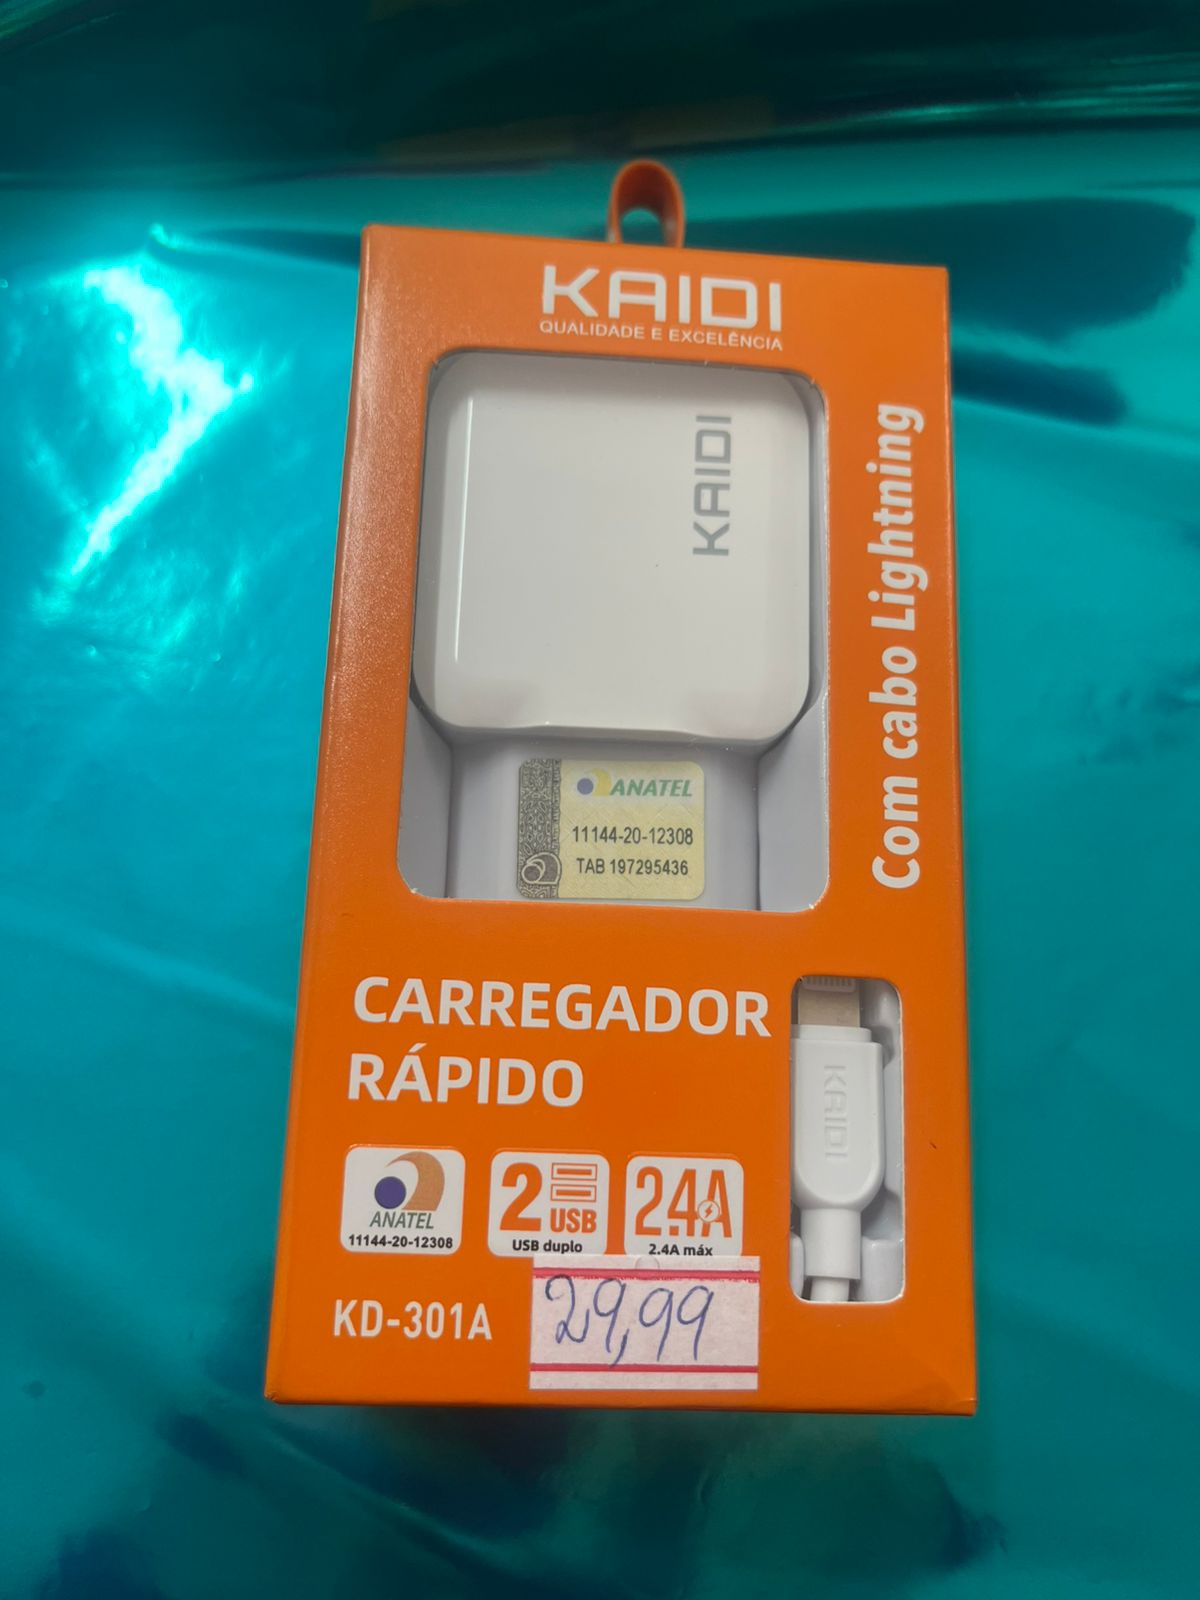 KAIDI
QUALIDADE E EXCELÊNCIA
KAIDI
Com cabo Lightning
ANATEL
11144-20-12308
TAB 197295436
CARREGADOR
RÁPIDO
KAIDI
ANATEL
11144-20-12308
2 USB
USB duplo
2.4A
2.4A máx
KD-301A
29,99